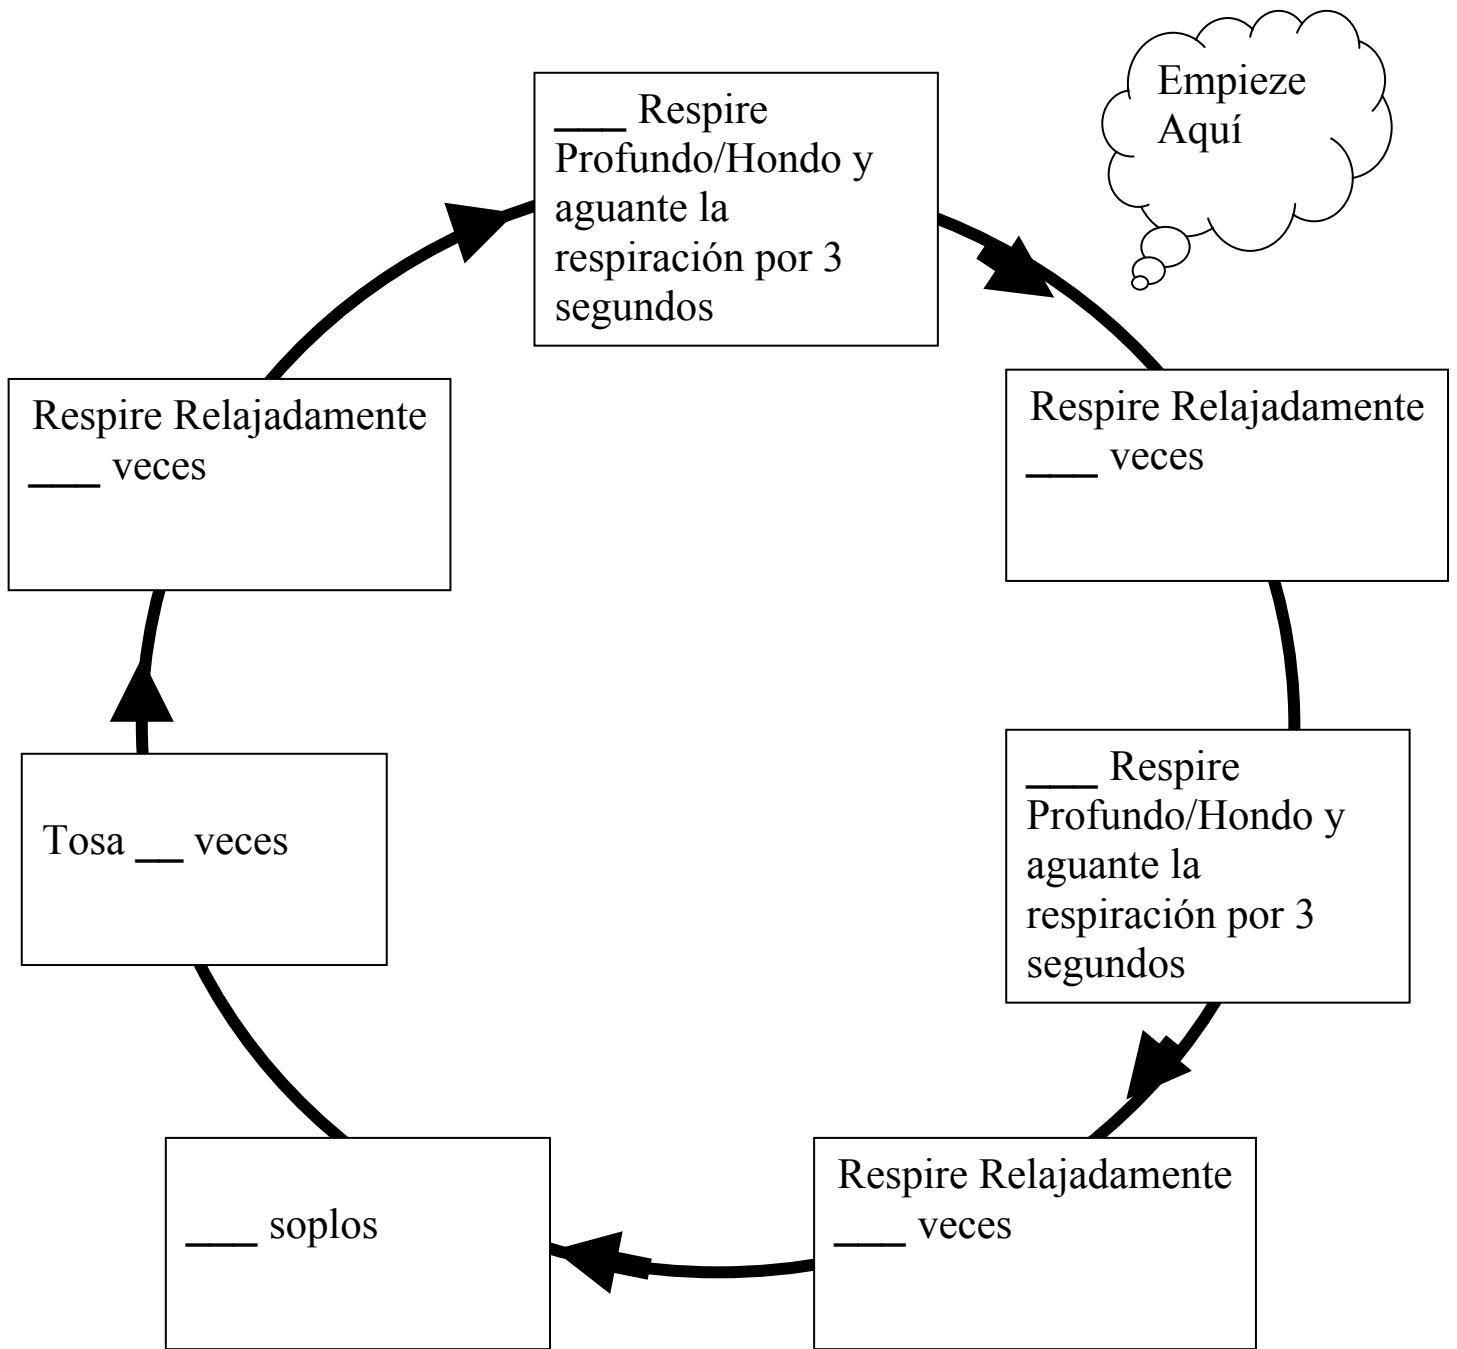 Empieze
Aquí
___ Respire
Profundo/Hondo y
aguante la
respiración por 3
segundos
Respire Relajadamente
___ veces
Respire Relajadamente
___ veces
___ Respire
Profundo/Hondo y
aguante la
respiración por 3
segundos
Tosa __ veces
Respire Relajadamente
___ veces
___ soplos